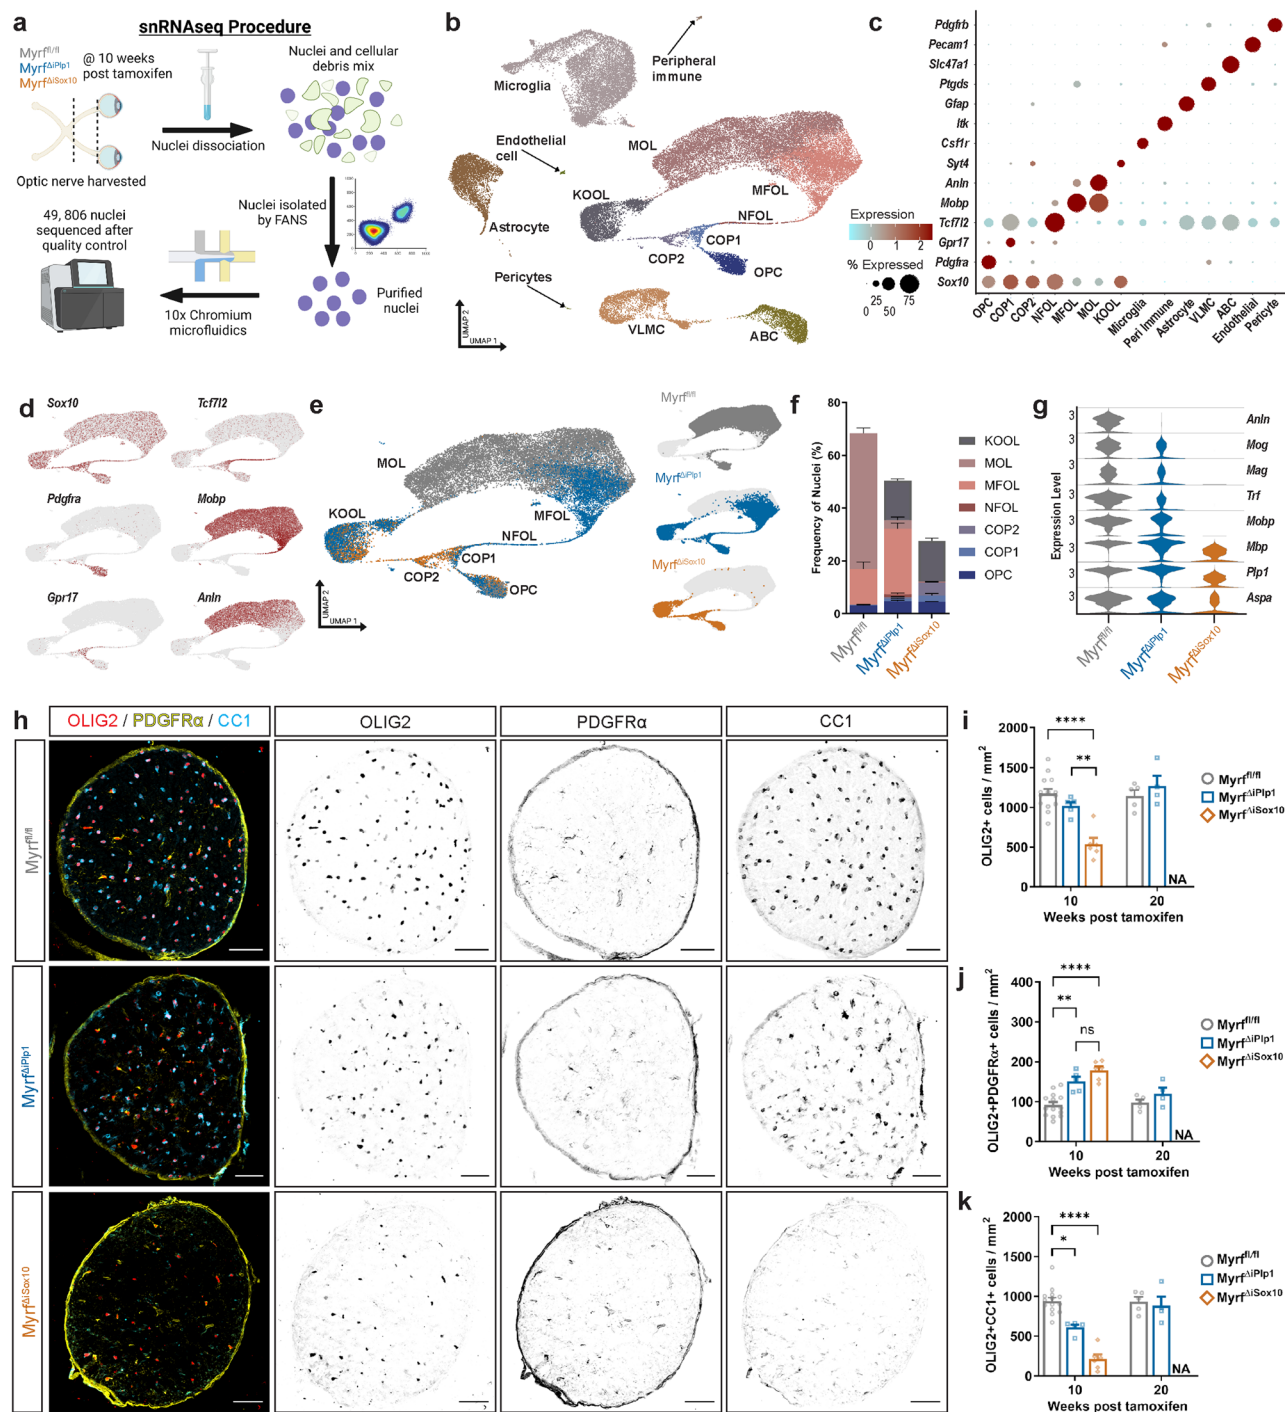 a
snRNAseq Procedure
Myrf^fl/fl
Myrf^ΔiPlp1
Myrf^ΔiSox10
@ 10 weeks
post tamoxifen
Nuclei and cellular
debris mix
Nuclei dissociation
Optic nerve harvested
Nuclei isolated
by FANS
49, 806 nuclei
sequenced after
quality control
10x Chromium
microfluidics
Purified
nuclei
b
Peripheral
immune
Microglia
Endothelial
cell
MOL
KOOL
MFOL
NFOL
Astrocyte
COP1
COP2
OPC
Pericytes
VLMC
ABC
UMAP 2
UMAP 1
c
Pdgfrb
Pecam1
Slc47a1
Ptgds
Gfap
Itk
Csf1r
Syt4
Anln
Mobp
Tcf7l2
Gpr17
Pdgfra
Sox10
Expression
0 1 2
% Expressed
25 75
50
OPC
COP1
COP2
NFOL
MFOL
MOL
KOOL
Microglia
Peri Immune
Astrocyte
VLMC
ABC
Endothelial
Pericyte
d
Sox10
Tcf7l2
Pdgfra
Mobp
Gpr17
Anln
e
MOL
KOOL
MFOL
NFOL
COP1
COP2
OPC
UMAP 2
UMAP 1
Myrf^fl/fl
Myrf^ΔiPlp1
Myrf^ΔiSox10
f
Frequency of Nuclei (%)
80
60
40
20
0
Myrf^fl/fl
Myrf^ΔiPlp1
Myrf^ΔiSox10
KOOL
MOL
MFOL
NFOL
COP2
COP1
OPC
g
Expression Level
3 Anln
3 Mog
3 Mag
3 Trf
3 Mobp
3 Mbp
3 Plp1
3 Aspa
Myrf^fl/fl
Myrf^ΔiPlp1
Myrf^ΔiSox10
h
OLIG2 / PDGFRα / CC1
OLIG2
PDGFRα
CC1
Myrf^fl/fl
Myrf^ΔiPlp1
Myrf^ΔiSox10
i
OLIG2+ cells / mm²
2000
1500
1000
500
0
****
**
NA
10 20
Weeks post tamoxifen
Myrf^fl/fl
Myrf^ΔiPlp1
Myrf^ΔiSox10
j
OLIG2+PDGFRα+ cells / mm²
400
300
200
100
0
****
**
ns
NA
10 20
Weeks post tamoxifen
Myrf^fl/fl
Myrf^ΔiPlp1
Myrf^ΔiSox10
k
OLIG2+CC1+ cells / mm²
2000
1500
1000
500
0
****
*
NA
10 20
Weeks post tamoxifen
Myrf^fl/fl
Myrf^ΔiPlp1
Myrf^ΔiSox10